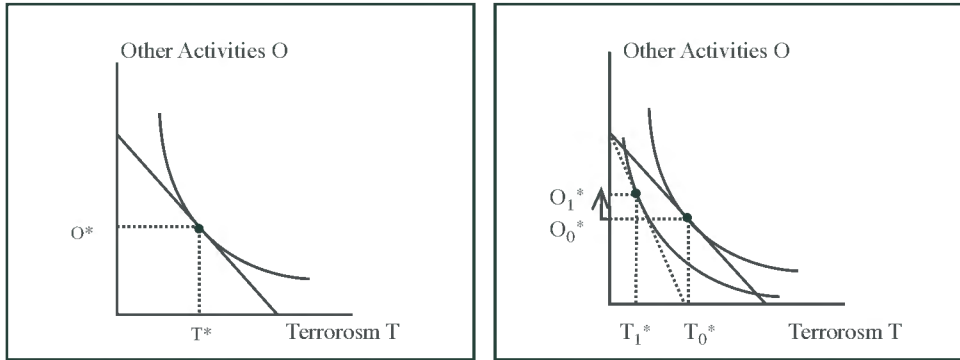 Other Activities O
O*
T*
Terrorosm T
Other Activities O
O₁*
O₀*
T₁*
T₀*
Terrorosm T